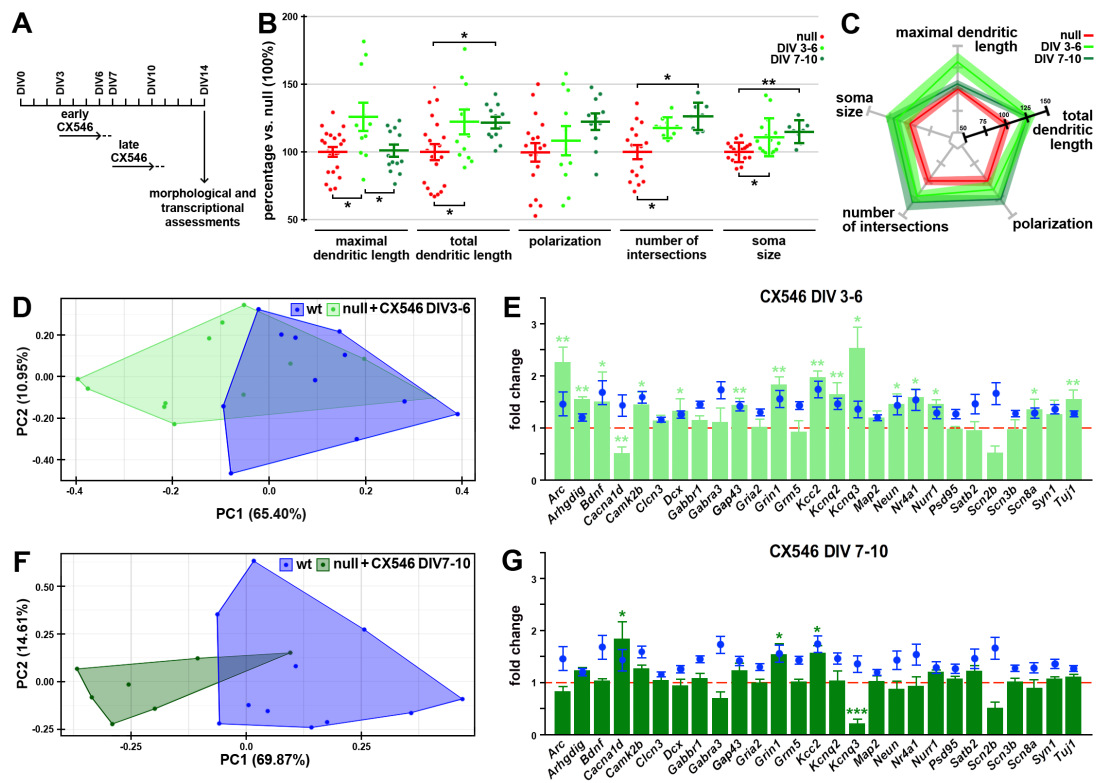 A
DIV0
DIV3
DIV6
DIV7
DIV10
DIV14
early
CX546
late
CX546
morphological and
transcriptional
assessments
B
percentage vs. null (100%)
200
150
100
50
null
DIV 3-6
DIV 7-10
*
*
*
*
*
*
*
**
*
maximal
dendritic length
total
dendritic length
polarization
number of
intersections
soma
size
C
null
DIV 3-6
DIV 7-10
maximal dendritic
length
soma
size
50
75
100
125
150
total
dendritic
length
number
of intersections
polarization
D
wt
null + CX546 DIV3-6
PC2 (10.95%)
0.20
0.00
-0.20
-0.40
-0.4
-0.2
0.0
0.2
0.4
PC1 (65.40%)
E
CX546 DIV 3-6
fold change
3
2
1
0
**
**
*
**
*
*
**
**
**
**
*
*
*
*
*
**
Arc
Arhgdig
Bdnf
Cacna1d
Camk2b
Clcn3
Dcx
Gabbr1
Gabra3
Gap43
Gria2
Grin1
Grm5
Kcc2
Kcnq2
Kcnq3
Map2
Neun
Nr4a1
Nurr1
Psd95
Satb2
Scn2b
Scn3b
Scn8a
Syn1
Tuj1
F
wt
null + CX546 DIV7-10
PC2 (14.61%)
0.50
0.25
0.00
-0.25
-0.25
0.0
0.25
PC1 (69.87%)
G
CX546 DIV 7-10
fold change
3
2
1
0
*
*
*
***
Arc
Arhgdig
Bdnf
Cacna1d
Camk2b
Clcn3
Dcx
Gabbr1
Gabra3
Gap43
Gria2
Grin1
Grm5
Kcc2
Kcnq2
Kcnq3
Map2
Neun
Nr4a1
Nurr1
Psd95
Satb2
Scn2b
Scn3b
Scn8a
Syn1
Tuj1